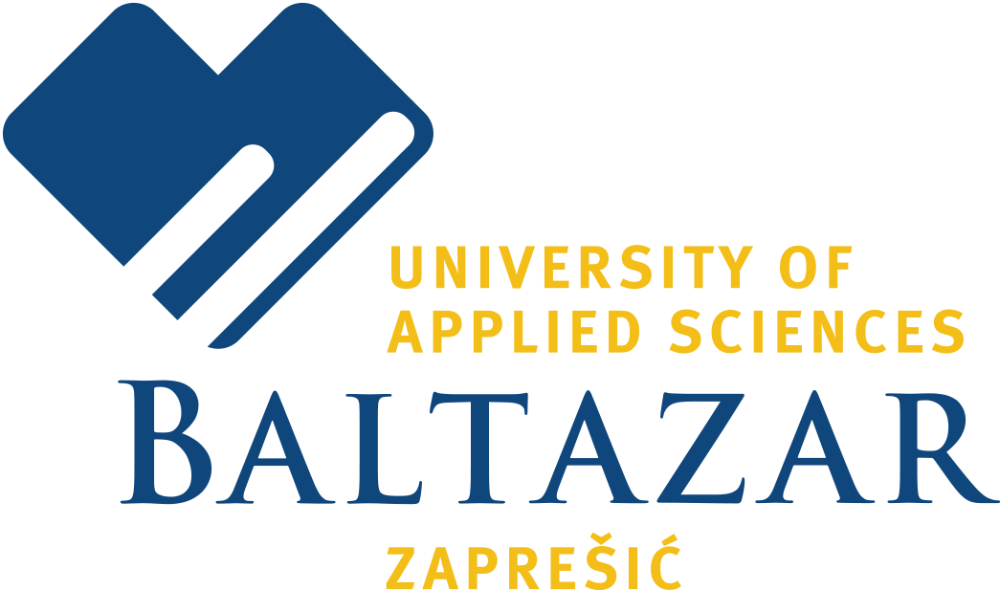 UNIVERSITY OF
APPLIED SCIENCES
BALTAZAR
ZAPREŠIĆ